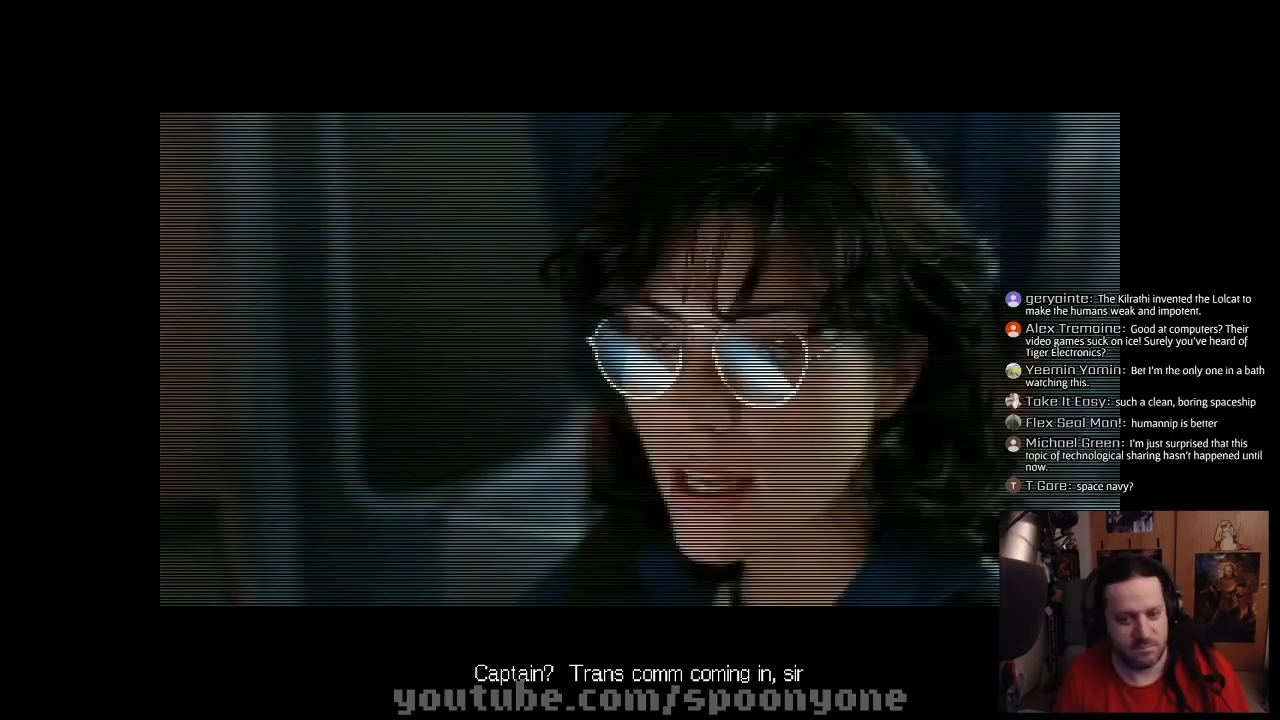 geryointe: The Kilrathi invented the Lolcat to
make the humans weak and impotent.
Alex Tremoine: Good at computers? Their
video games suck on ice! Surely you've heard of
Tiger Electronics?
Yeemin Yomin: Bet I'm the only one in a bath
watching this.
Take It Easy: such a clean, boring spaceship
Flex Seal Man!: humannip is better
Michael Green: I'm just surprised that this
topic of technological sharing hasn't happened until
now.
T
T Gore: space navy?
Captain? Trans comm coming in, sir
youtube.com/spoonyone